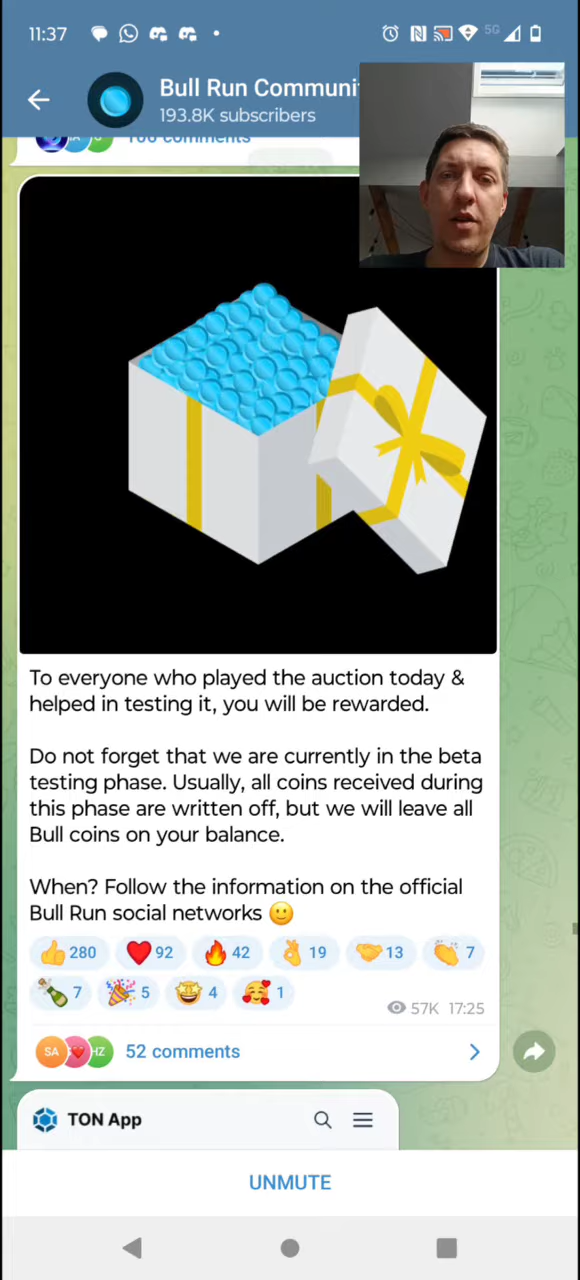 11:37
5G
Bull Run Communi
193.8K subscribers
100 comments
To everyone who played the auction today &
helped in testing it, you will be rewarded.
Do not forget that we are currently in the beta
testing phase. Usually, all coins received during
this phase are written off, but we will leave all
Bull coins on your balance.
When? Follow the information on the official
Bull Run social networks 🙂
👍 280 ❤️ 92 🔥 42 👌 19 🤝 13 👏 7
🍾 7 🎉 5 🤩 4 🥰 1
57K 17:25
SA HZ 52 comments
TON App
UNMUTE